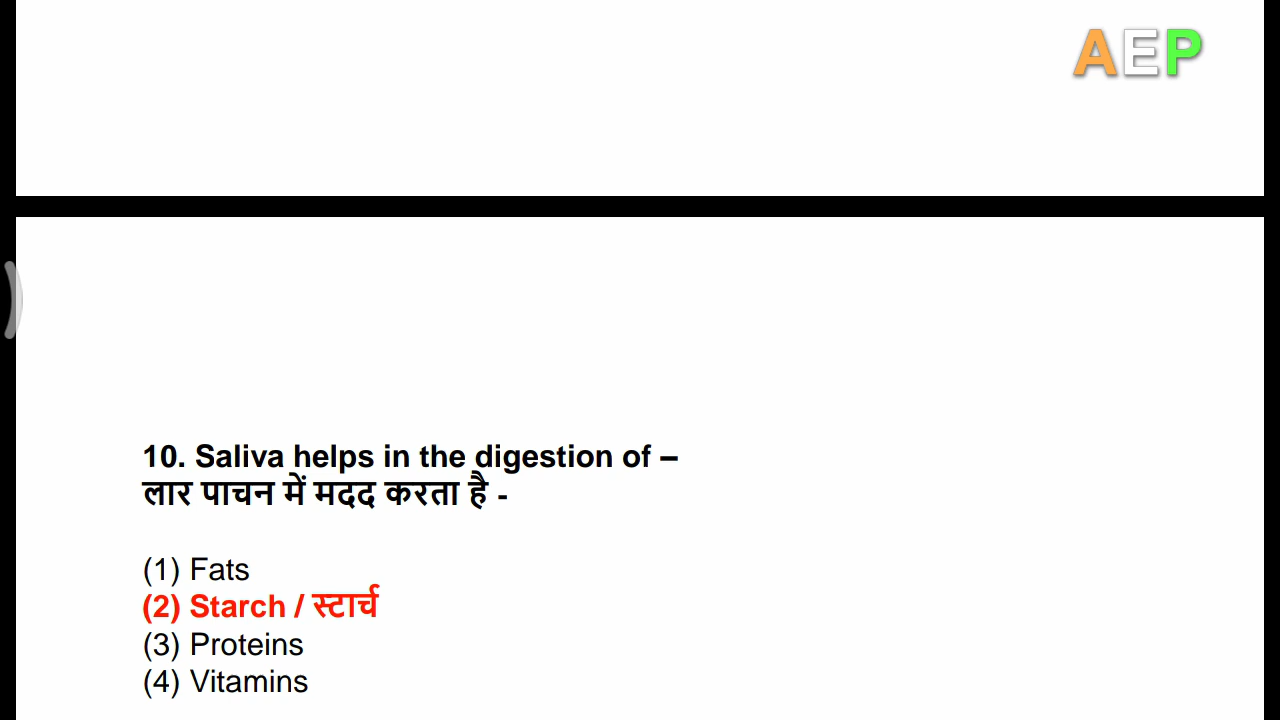 AEP
10. Saliva helps in the digestion of –
लार पाचन में मदद करता है -
(1) Fats
(2) Starch / स्टार्च
(3) Proteins
(4) Vitamins